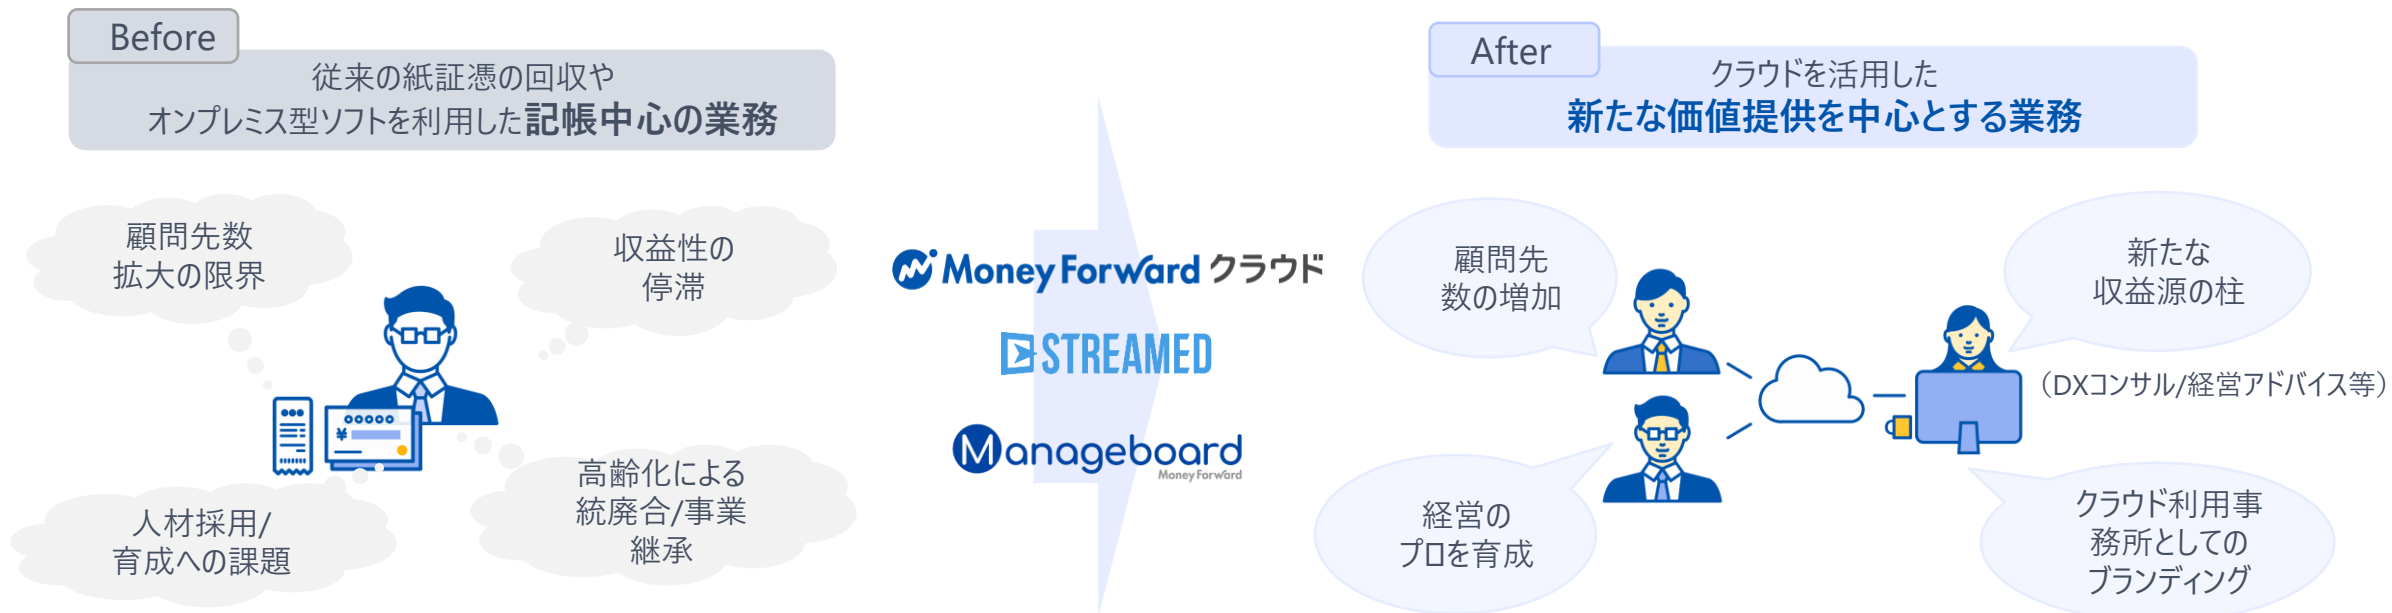 Before
従来の紙証憑の回収や
オンプレミス型ソフトを利用した記帳中心の業務
顧問先数
拡大の限界
収益性の
停滞
¥
人材採用/
育成への課題
高齢化による
統廃合/事業
継承
Money Forward クラウド
STREAMED
Manageboard
Money Forward
After
クラウドを活用した
新たな価値提供を中心とする業務
顧問先
数の増加
新たな
収益源の柱
（DXコンサル/経営アドバイス等）
経営の
プロを育成
クラウド利用事
務所としての
ブランディング